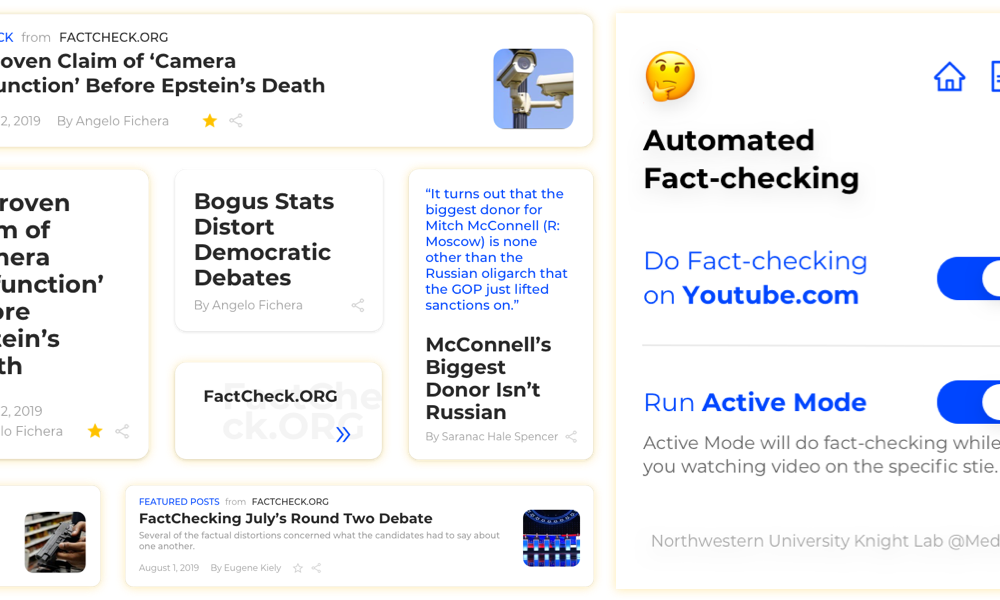 CK from FACTCHECK.ORG
oven Claim of ‘Camera
unction’ Before Epstein’s Death
2, 2019 By Angelo Fichera
roven
m of
nera
function’
ore
tein’s
th
2, 2019
lo Fichera
Bogus Stats
Distort
Democratic
Debates
By Angelo Fichera
FactChe
ck.ORG
FactCheck.ORG
“It turns out that the
biggest donor for
Mitch McConnell (R:
Moscow) is none
other than the
Russian oligarch that
the GOP just lifted
sanctions on.”
McConnell’s
Biggest
Donor Isn’t
Russian
By Saranac Hale Spencer
FEATURED POSTS from FACTCHECK.ORG
FactChecking July’s Round Two Debate
Several of the factual distortions concerned what the candidates had to say about
one another.
August 1, 2019 By Eugene Kiely
Automated
Fact-checking
Do Fact-checking
on Youtube.com
Run Active Mode
Active Mode will do fact-checking while
you watching video on the specific stie.
Northwestern University Knight Lab @Med